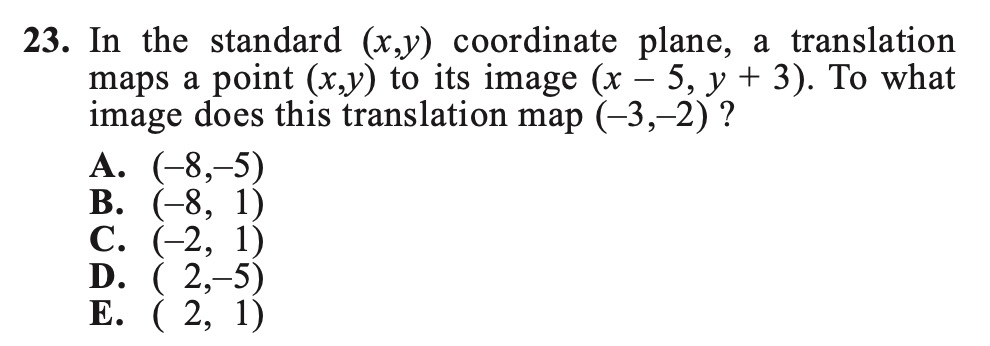 23. In the standard (x,y) coordinate plane, a translation
maps a point (x,y) to its image (x – 5, y + 3). To what
image does this translation map (–3,–2) ?
A. (–8,–5)
B. (–8, 1)
C. (–2, 1)
D. ( 2,–5)
E. ( 2, 1)